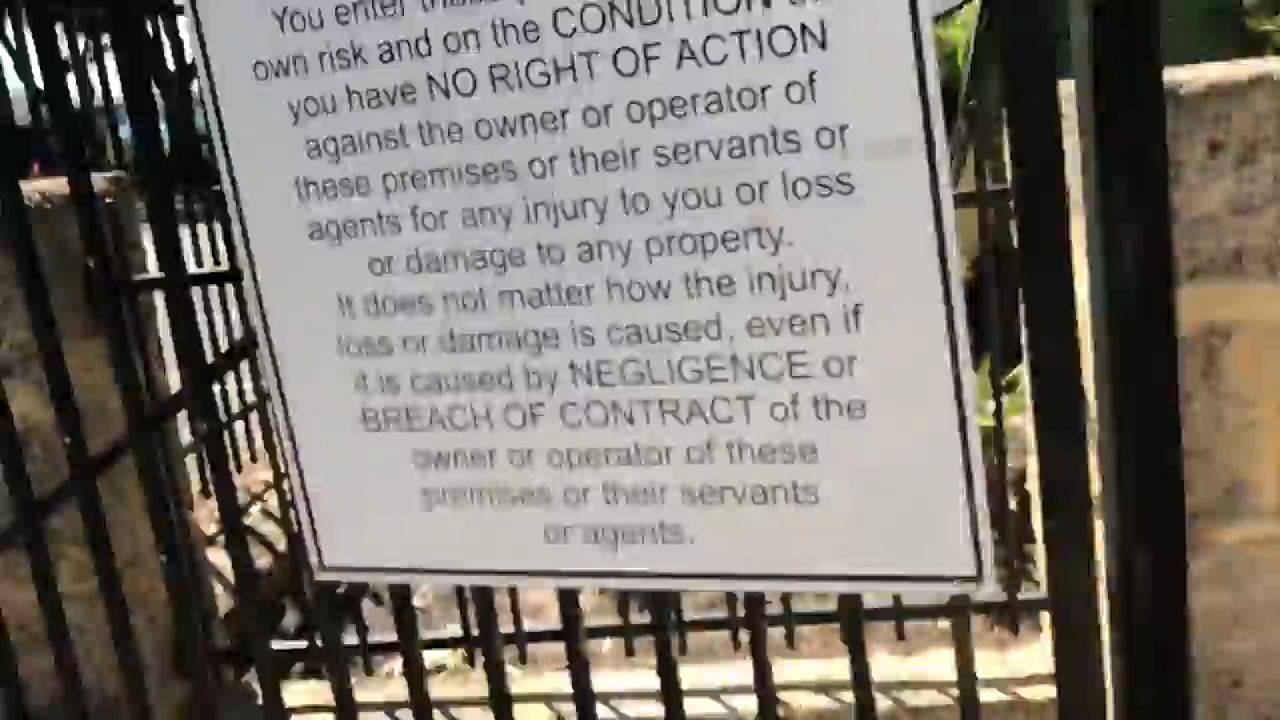 You enter these
own risk and on the CONDITION
you have NO RIGHT OF ACTION
against the owner or operator of
these premises or their servants or
agents for any injury to you or loss
or damage to any property.
It does not matter how the injury,
loss or damage is caused, even if
it is caused by NEGLIGENCE or
BREACH OF CONTRACT of the
owner or operator of these
premises or their servants
or agents.